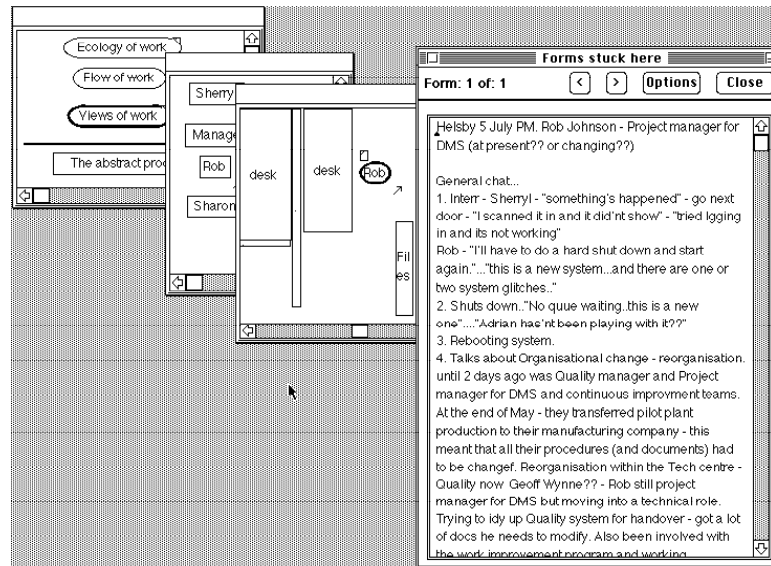 Ecology of work
Flow of work
Views of work
The abstract proc
Sherry
Manage
Rob
Sharon
desk
desk
Rob
Fil
es
Forms stuck here
Form: 1 of: 1
<
>
Options
Close
Helsby 5 July PM. Rob Johnson - Project manager for
DMS (at present?? or changing??)
General chat...
1. Interr - Sherryl - "something's happened" - go next
door - "I scanned it in and it did'nt show" - "tried lgging
in and its not working"
Rob - "I'll have to do a hard shut down and start
again."..."this is a new system...and there are one or
two system glitches.."
2. Shuts down.."No quue waiting..this is a new
one"...."Adrian has'nt been playing with it??"
3. Rebooting system.
4. Talks about Organisational change - reorganisation.
until 2 days ago was Quality manager and Project
manager for DMS and continuous improvment teams.
At the end of May - they transferred pilot plant
production to their manufacturing company - this
meant that all their procedures (and documents) had
to be changef. Reorganisation within the Tech centre -
Quality now Geoff Wynne?? - Rob still project
manager for DMS but moving into a technical role.
Trying to idy up Quality system for handover - got a lot
of docs he needs to modify. Also been involved with
the work improvement program and working